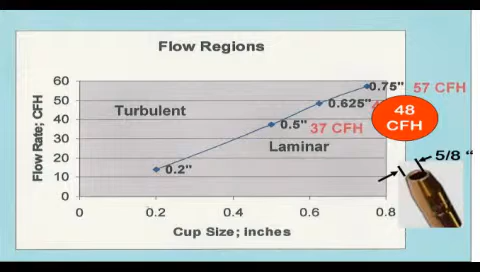 Flow Regions
Flow Rate; CFH
60
50
40
30
20
10
0
0
0.2
0.4
0.6
0.8
Cup Size; inches
Turbulent
Laminar
0.2"
0.5"
37 CFH
0.625"
0.75"
57 CFH
48
CFH
5/8 "